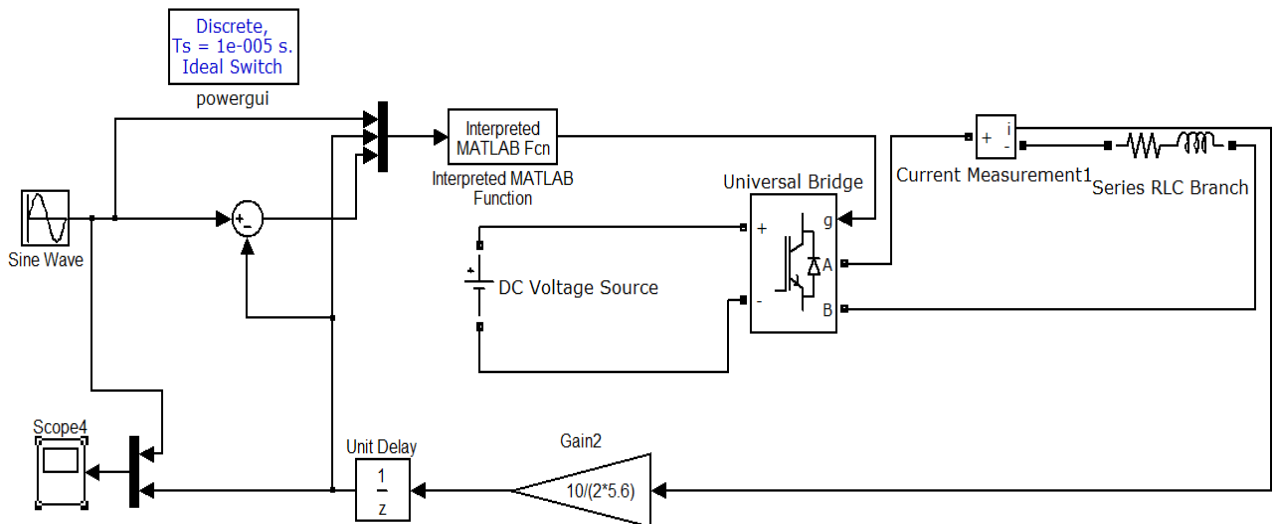 Discrete,
Ts = 1e-005 s.
Ideal Switch
powergui
Interpreted
MATLAB Fcn
Interpreted MATLAB
Function
+
i
-
Current Measurement1
Series RLC Branch
Universal Bridge
g
+
A
-
B
Sine Wave
+
-
+
DC Voltage Source
Scope4
Unit Delay
1
z
Gain2
10/(2*5.6)